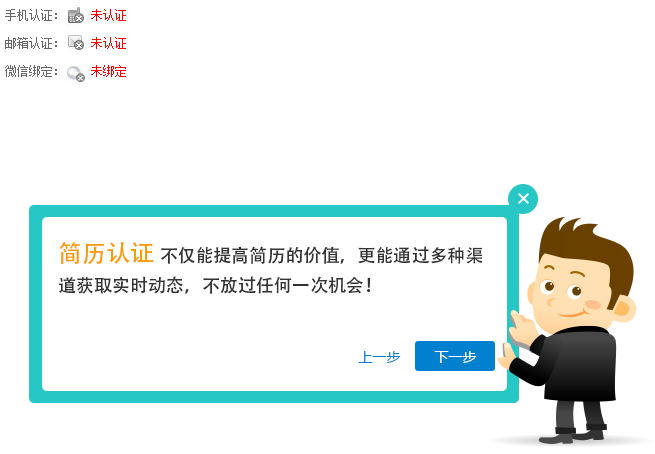 手机认证： 未认证
邮箱认证： 未认证
微信绑定： 未绑定
简历认证 不仅能提高简历的价值，更能通过多种渠
道获取实时动态，不放过任何一次机会！
上一步 下一步